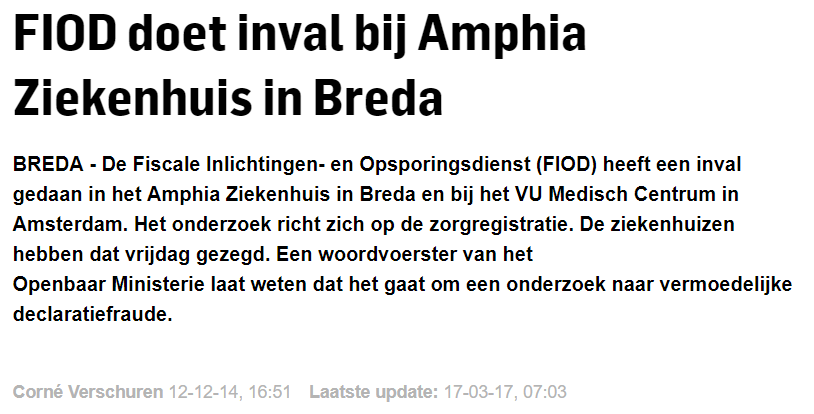 FIOD doet inval bij Amphia
Ziekenhuis in Breda
BREDA - De Fiscale Inlichtingen- en Opsporingsdienst (FIOD) heeft een inval
gedaan in het Amphia Ziekenhuis in Breda en bij het VU Medisch Centrum in
Amsterdam. Het onderzoek richt zich op de zorgregistratie. De ziekenhuizen
hebben dat vrijdag gezegd. Een woordvoerster van het
Openbaar Ministerie laat weten dat het gaat om een onderzoek naar vermoedelijke
declaratiefraude.
Corné Verschuren 12-12-14, 16:51 Laatste update: 17-03-17, 07:03